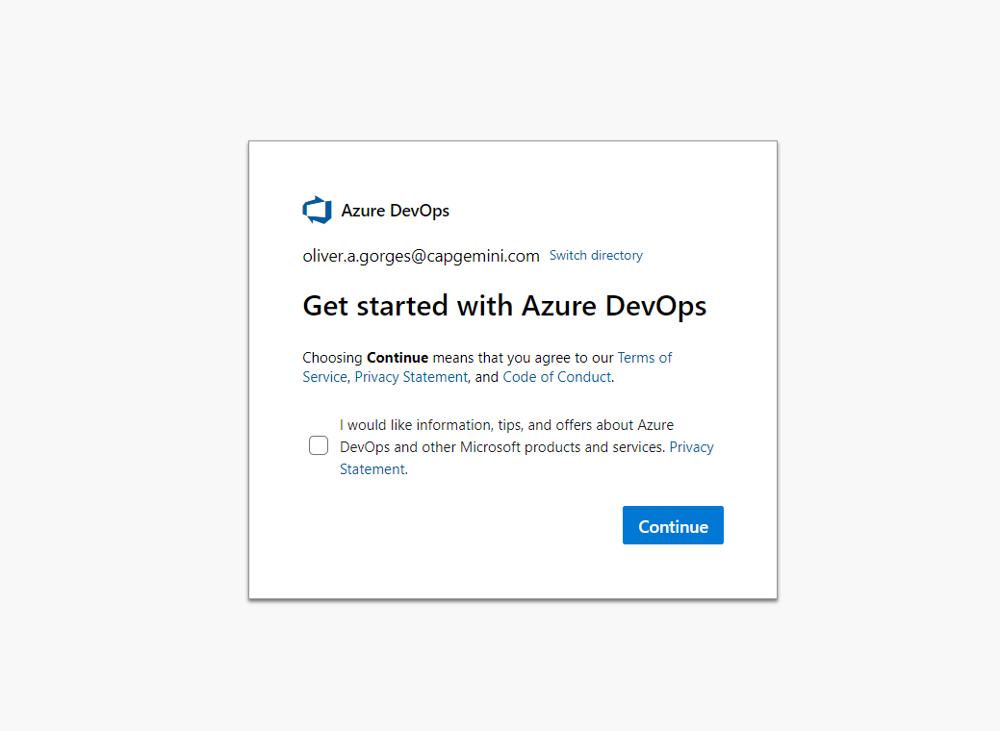 Azure DevOps
oliver.a.gorges@capgemini.com Switch directory
Get started with Azure DevOps
Choosing Continue means that you agree to our Terms of
Service, Privacy Statement, and Code of Conduct.
I would like information, tips, and offers about Azure
DevOps and other Microsoft products and services. Privacy
Statement.
Continue